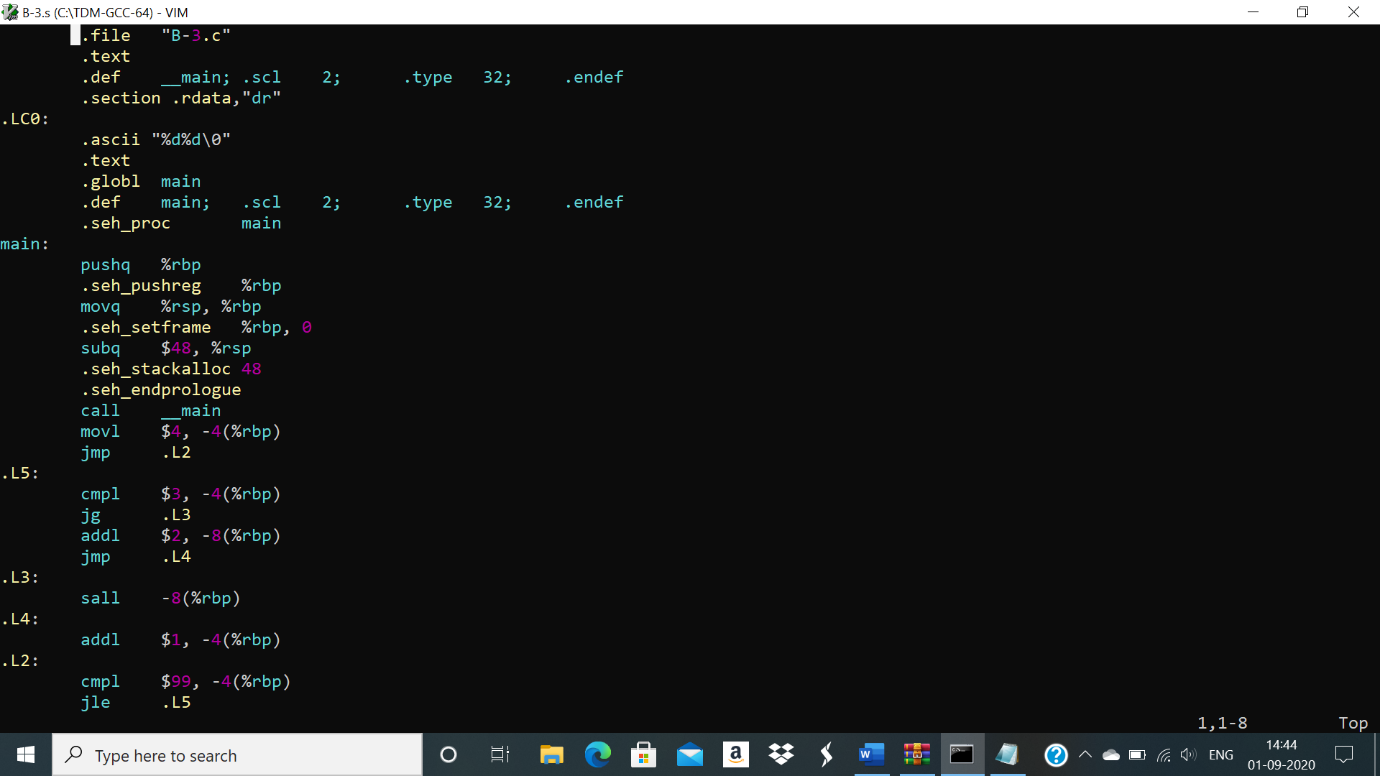 B-3.s (C:\TDM-GCC-64) - VIM
.file "B-3.c"
.text
.def __main; .scl 2; .type 32; .endef
.section .rdata,"dr"
.LC0:
.ascii "%d%d\0"
.text
.globl main
.def main; .scl 2; .type 32; .endef
.seh_proc main
main:
pushq %rbp
.seh_pushreg %rbp
movq %rsp, %rbp
.seh_setframe %rbp, 0
subq $48, %rsp
.seh_stackalloc 48
.seh_endprologue
call __main
movl $4, -4(%rbp)
jmp .L2
.L5:
cmpl $3, -4(%rbp)
jg .L3
addl $2, -8(%rbp)
jmp .L4
.L3:
sall -8(%rbp)
.L4:
addl $1, -4(%rbp)
.L2:
cmpl $99, -4(%rbp)
jle .L5
1,1-8 Top
Type here to search
ENG
14:44
01-09-2020